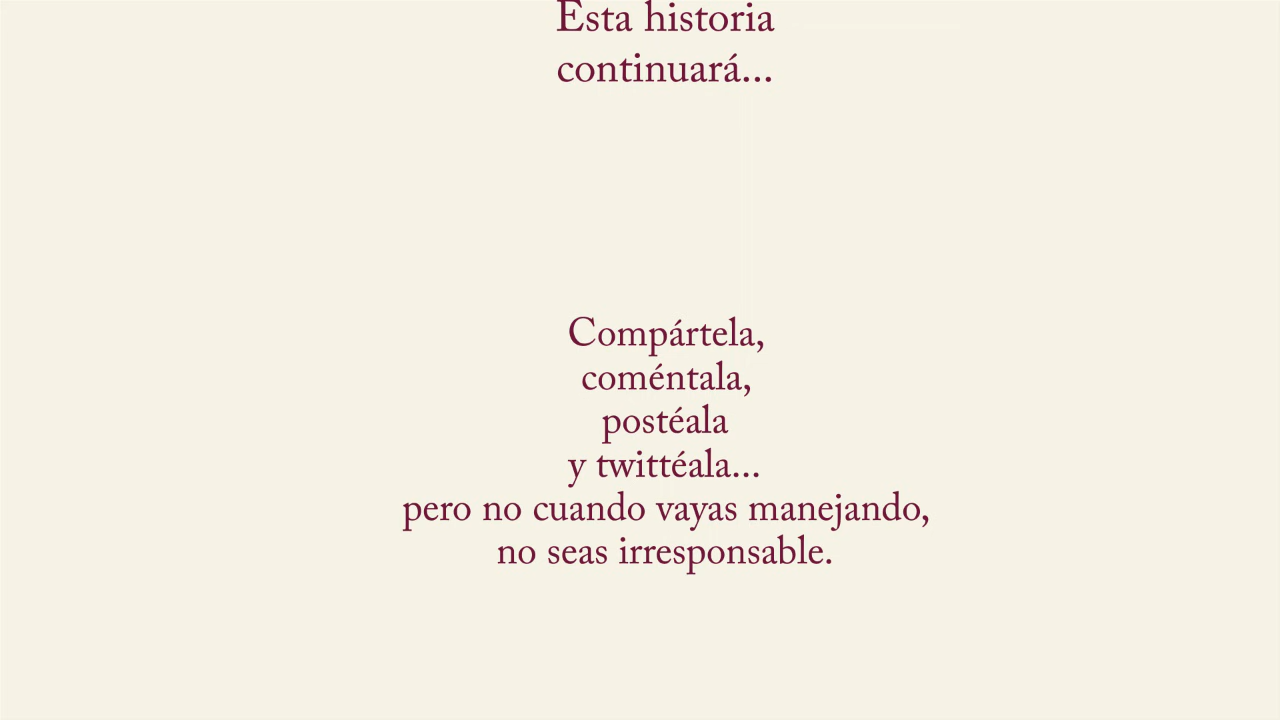 Esta historia
continuará...
Compártela,
coméntala,
postéala
y twittéala...
pero no cuando vayas manejando,
no seas irresponsable.